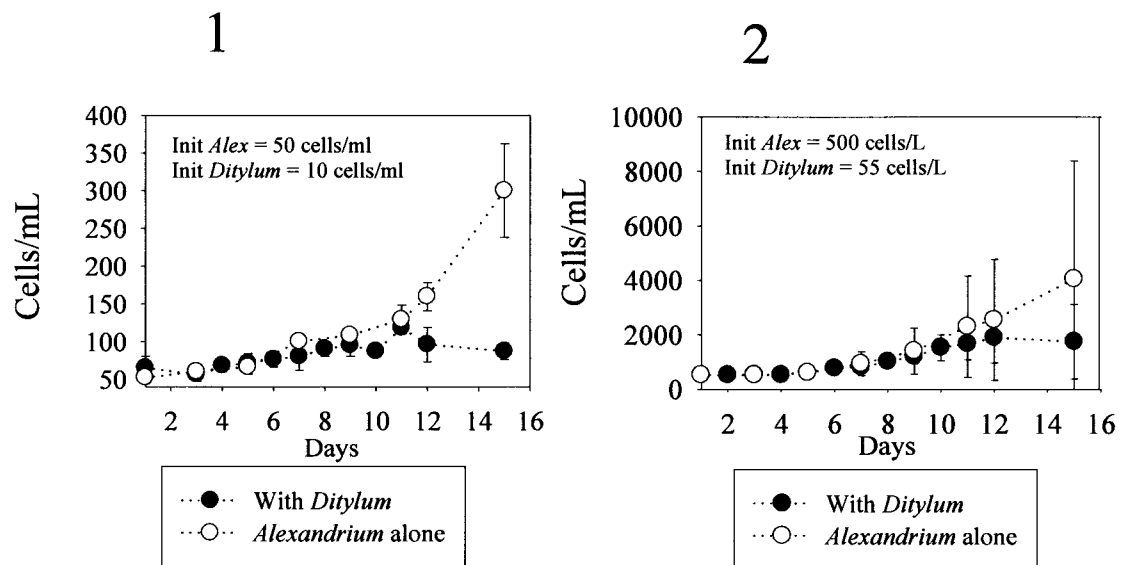 1
2
Init Alex = 50 cells/ml
Init Ditylum = 10 cells/ml
Cells/mL
400
350
300
250
200
150
100
50
2 4 6 8 10 12 14 16
Days
With Ditylum
Alexandrium alone
Init Alex = 500 cells/L
Init Ditylum = 55 cells/L
Cells/mL
10000
8000
6000
4000
2000
0
2 4 6 8 10 12 14 16
Days
With Ditylum
Alexandrium alone